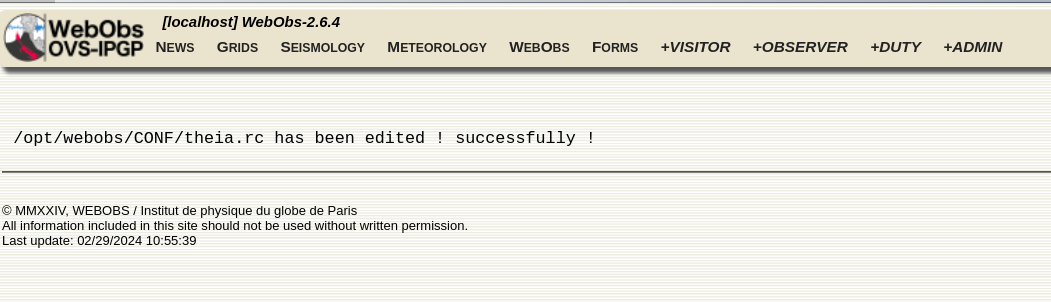 [localhost] WebObs-2.6.4
WebObs
OVS-IPGP
NEWS GRIDS SEISMOLOGY METEOROLOGY WEBOBS FORMS +VISITOR +OBSERVER +DUTY +ADMIN
/opt/webobs/CONF/theia.rc has been edited ! successfully !
© MMXXIV, WEBOBS / Institut de physique du globe de Paris
All information included in this site should not be used without written permission.
Last update: 02/29/2024 10:55:39